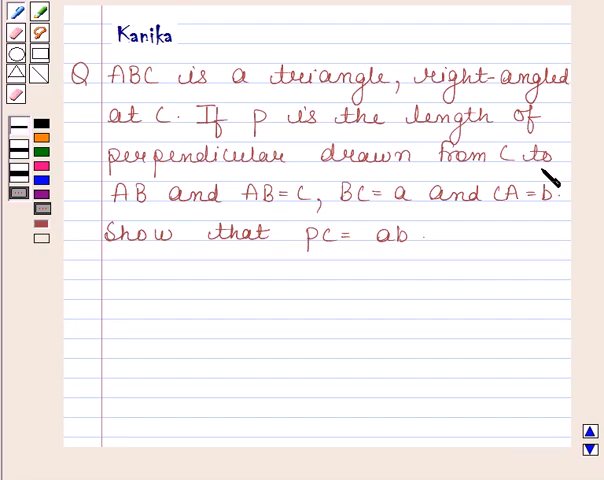 Kanika
Q ABC is a triangle, right-angled
at C. If p is the length of
perpendicular drawn from C to
AB and AB=c, BC=a and CA=b.
Show that pc= ab.